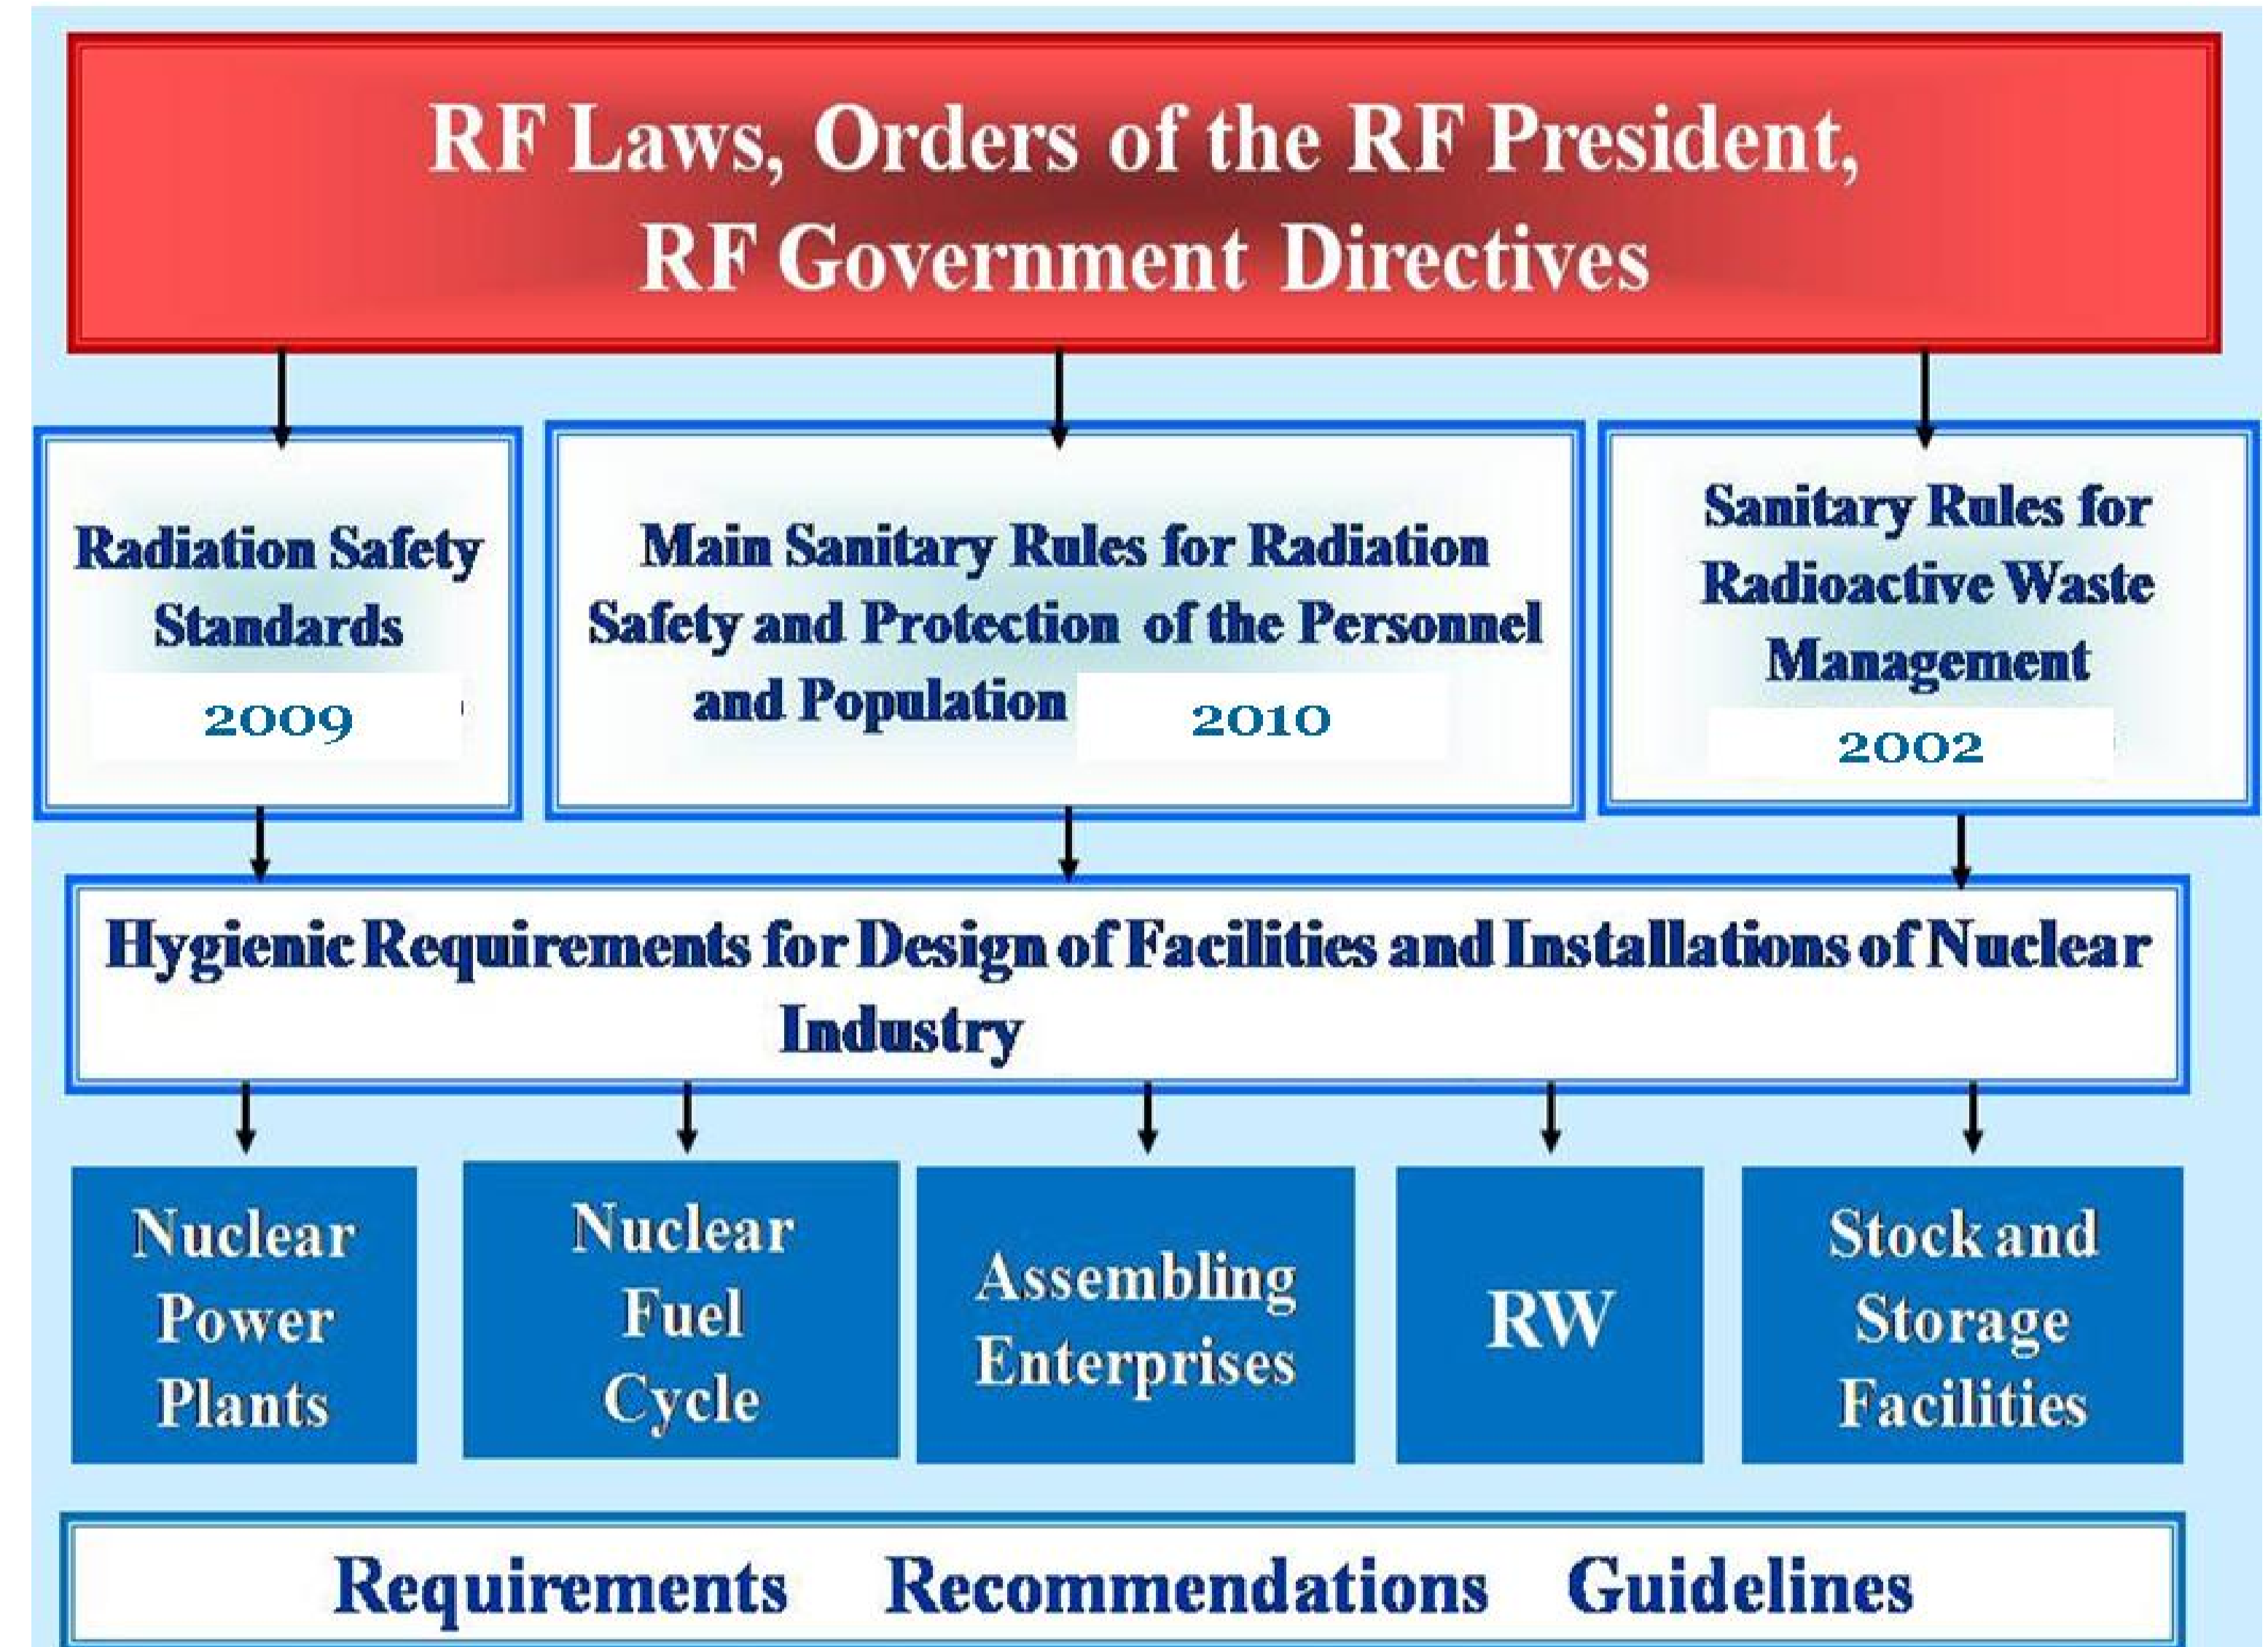 RF Laws, Orders of the RF President,
RF Government Directives
Radiation Safety
Standards
2009
Main Sanitary Rules for Radiation
Safety and Protection of the Personnel
and Population 2010
Sanitary Rules for
Radioactive Waste
Management
2002
Hygienic Requirements for Design of Facilities and Installations of Nuclear
Industry
Nuclear
Power
Plants
Nuclear
Fuel
Cycle
Assembling
Enterprises
RW
Stock and
Storage
Facilities
Requirements Recommendations Guidelines